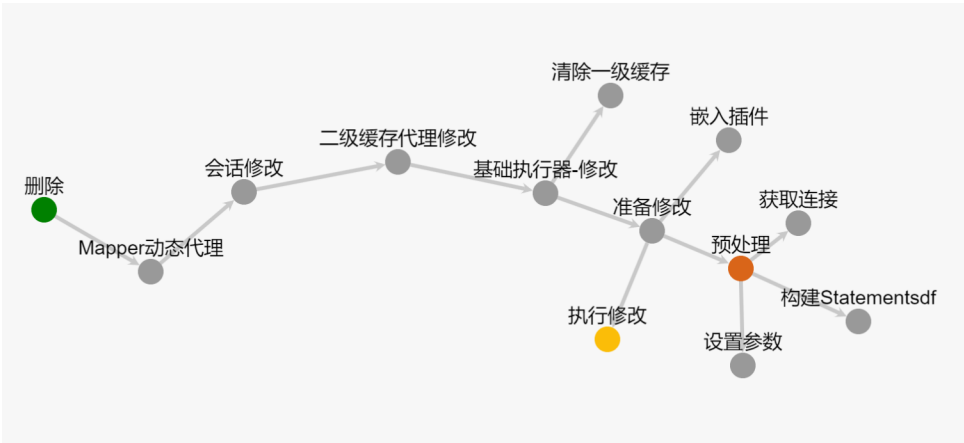 删除
Mapper动态代理
会话修改
二级缓存代理修改
基础执行器-修改
清除一级缓存
准备修改
嵌入插件
执行修改
预处理
获取连接
构建Statementsdf
设置参数